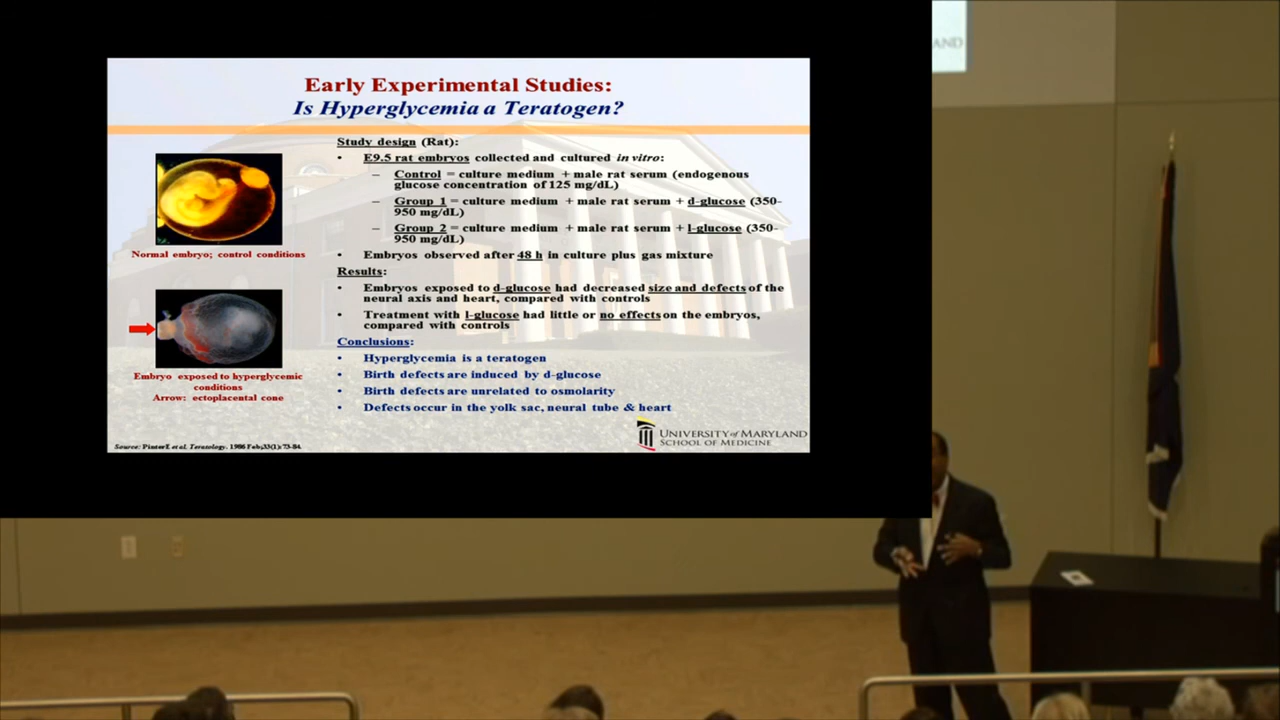 AND
Early Experimental Studies:
Is Hyperglycemia a Teratogen?
Study design (Rat):
• E9.5 rat embryos collected and cultured in vitro:
– Control = culture medium + male rat serum (endogenous
glucose concentration of 125 mg/dL)
– Group 1 = culture medium + male rat serum + d-glucose (350-
950 mg/dL)
– Group 2 = culture medium + male rat serum + l-glucose (350-
950 mg/dL)
• Embryos observed after 48 h in culture plus gas mixture
Results:
• Embryos exposed to d-glucose had decreased size and defects of the
neural axis and heart, compared with controls
• Treatment with l-glucose had little or no effects on the embryos,
compared with controls
Conclusions:
• Hyperglycemia is a teratogen
• Birth defects are induced by d-glucose
• Birth defects are unrelated to osmolarity
• Defects occur in the yolk sac, neural tube & heart
Normal embryo; control conditions
Embryo exposed to hyperglycemic
conditions
Arrow: ectoplacental cone
Source: Pinter E et al. Teratology. 1986 Feb;33(1):73-84.
UNIVERSITY of MARYLAND
SCHOOL OF MEDICINE